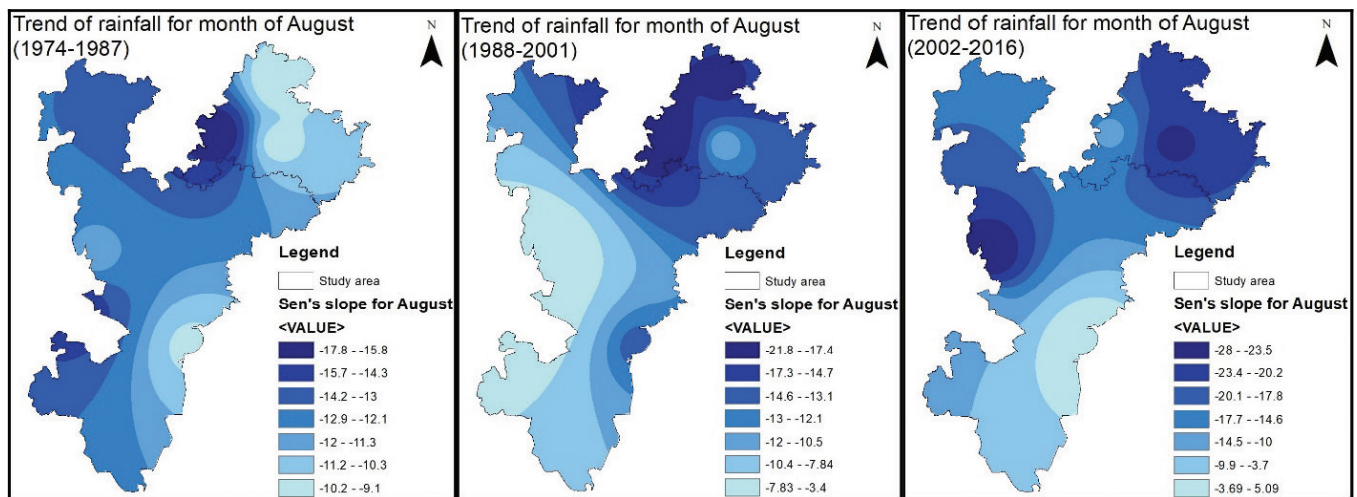 Trend of rainfall for month of August
(1974-1987)
N
Legend
Study area
Sen's slope for August
<VALUE>
-17.8 - -15.8
-15.7 - -14.3
-14.2 - -13
-12.9 - -12.1
-12 - -11.3
-11.2 - -10.3
-10.2 - -9.1
Trend of rainfall for month of August
(1988-2001)
N
Legend
Study area
Sen's slope for August
<VALUE>
-21.8 - -17.4
-17.3 - -14.7
-14.6 - -13.1
-13 - -12.1
-12 - -10.5
-10.4 - -7.84
-7.83 - -3.4
Trend of rainfall for month of August
(2002-2016)
N
Legend
Study area
Sen's slope for August
<VALUE>
-28 - -23.5
-23.4 - -20.2
-20.1 - -17.8
-17.7 - -14.6
-14.5 - -10
-9.9 - -3.7
-3.69 - 5.09